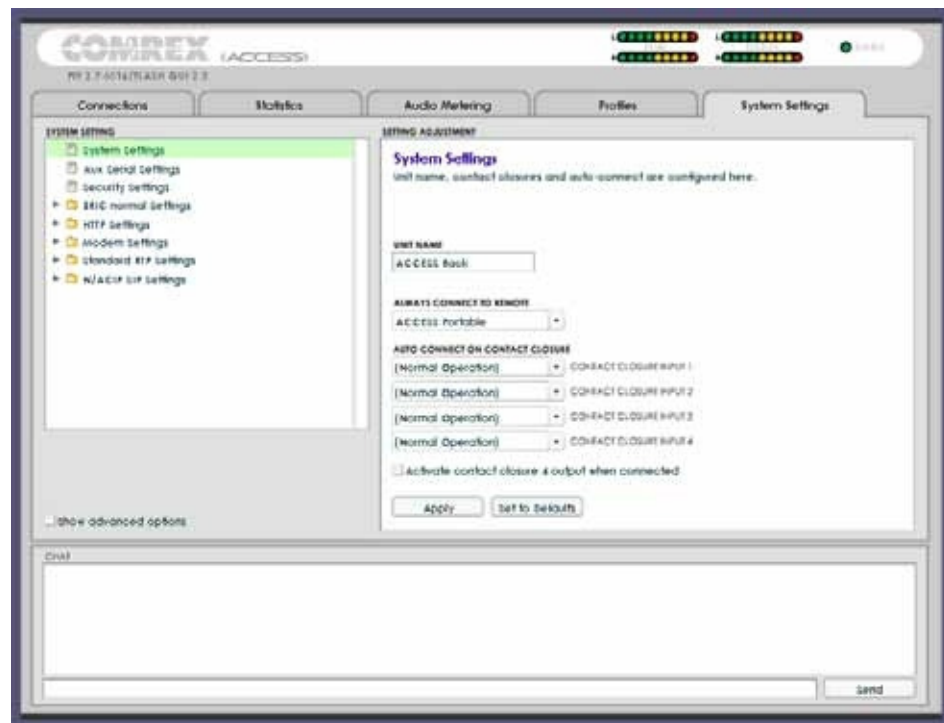 COMREX (ACCESS)
Connections
Statistics
Audio Metering
Profiles
System Settings
SYSTEM SETTING
System Settings
Aux Serial Settings
Security Settings
BRIC normal Settings
HTTP Settings
Modem Settings
Standard RTP Settings
N/ACIP SIP Settings
Show advanced options
SETTING ADJUSTMENT
System Settings
Unit name, contact closures and auto-connect are configured here.
UNIT NAME
ACCESS Rack
ALWAYS CONNECT TO REMOTE
ACCESS Portable
AUTO CONNECT ON CONTACT CLOSURE
(Normal Operation) CONTACT CLOSURE INPUT 1
(Normal Operation) CONTACT CLOSURE INPUT 2
(Normal Operation) CONTACT CLOSURE INPUT 3
(Normal Operation) CONTACT CLOSURE INPUT 4
Activate contact closure 4 output when connected
Apply
Set to Defaults
CHAT
Send